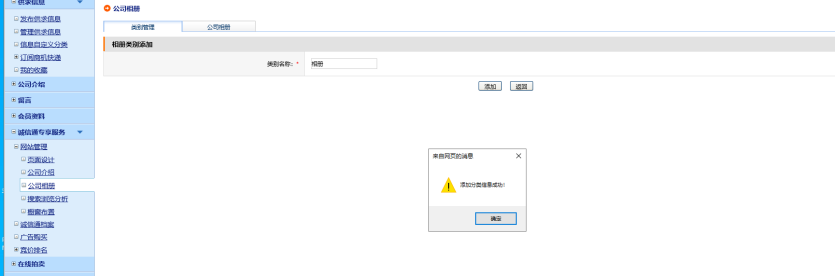 供求信息
发布供求信息
管理供求信息
信息自定义分类
订阅商机快递
我的收藏
公司介绍
留言
会员资料
诚信通专享服务
网站管理
页面设计
公司介绍
公司相册
搜索浏览分析
橱窗布置
诚信通档案
广告购买
竞价排名
在线拍卖
公司相册
类别管理 公司相册
相册类别添加
类别名称: * 相册
添加 返回
来自网页的消息
添加分类信息成功!
确定